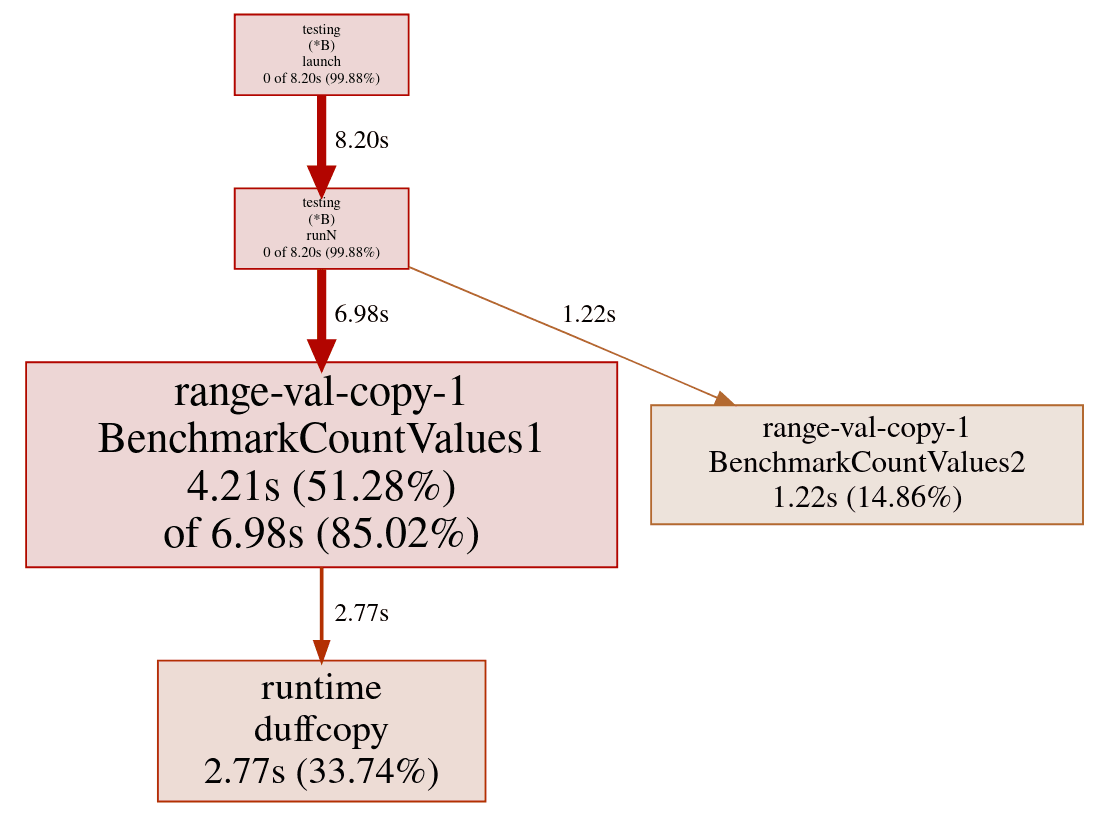 testing
(*B)
launch
0 of 8.20s (99.88%)
8.20s
testing
(*B)
runN
0 of 8.20s (99.88%)
6.98s
1.22s
range-val-copy-1
BenchmarkCountValues1
4.21s (51.28%)
of 6.98s (85.02%)
range-val-copy-1
BenchmarkCountValues2
1.22s (14.86%)
2.77s
runtime
duffcopy
2.77s (33.74%)